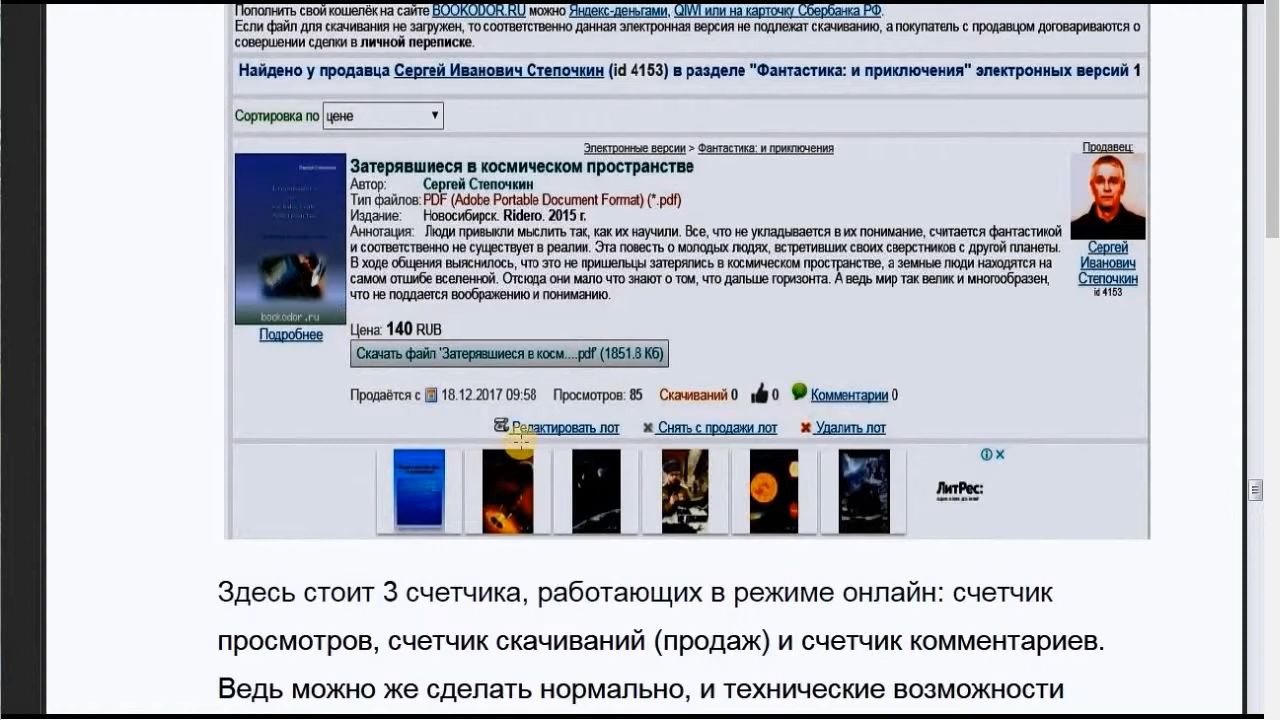 Пополнить свой кошелёк на сайте BOOKODOR.RU можно Яндекс-деньгами, QIWI или на карточку Сбербанка РФ.
Если файл для скачивания не загружен, то соответственно данная электронная версия не подлежат скачиванию, а покупатель с продавцом договариваются о
совершении сделки в личной переписке.
Найдено у продавца Сергей Иванович Степочкин (id 4153) в разделе "Фантастика: и приключения" электронных версий 1
Сортировка по цене
Электронные версии > Фантастика: и приключения
Продавец:
Затерявшиеся в космическом пространстве
Автор: Сергей Степочкин
Тип файлов: PDF (Adobe Portable Document Format) (*.pdf)
Издание: Новосибирск. Ridero. 2015 г.
Аннотация: Люди привыкли мыслить так, как их научили. Все, что не укладывается в их понимание, считается фантастикой
и соответственно не существует в реалии. Эта повесть о молодых людях, встретивших своих сверстников с другой планеты.
В ходе общения выяснилось, что это не пришельцы затерялись в космическом пространстве, а земные люди находятся на
самом отшибе вселенной. Отсюда они мало что знают о том, что дальше горизонта. А ведь мир так велик и многообразен,
что не поддается воображению и пониманию.
Сергей
Иванович
Степочкин
id 4153
bookodor.ru
Подробнее
Цена: 140 RUB
Скачать файл 'Затерявшиеся в косм....pdf' (1851.8 Кб)
Продаётся с 18.12.2017 09:58 Просмотров: 85 Скачиваний 0 0 Комментарии 0
Редактировать лот Снять с продажи лот Удалить лот
ЛитРес:
Здесь стоит 3 счетчика, работающих в режиме онлайн: счетчик
просмотров, счетчик скачиваний (продаж) и счетчик комментариев.
Ведь можно же сделать нормально, и технические возможности